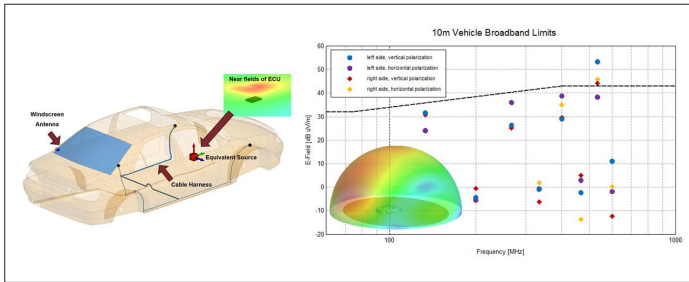 Near fields of ECU
Windscreen
Antenna
Equivalent Source
Cable Harness
10m Vehicle Broadband Limits
60
50
40
30
20
10
0
-10
-20
E-Field [dB uV/m]
left side, vertical polarization
left side, horizontal polarization
right side, vertical polarization
right side, horizontal polarization
100
1000
Frequency [MHz]